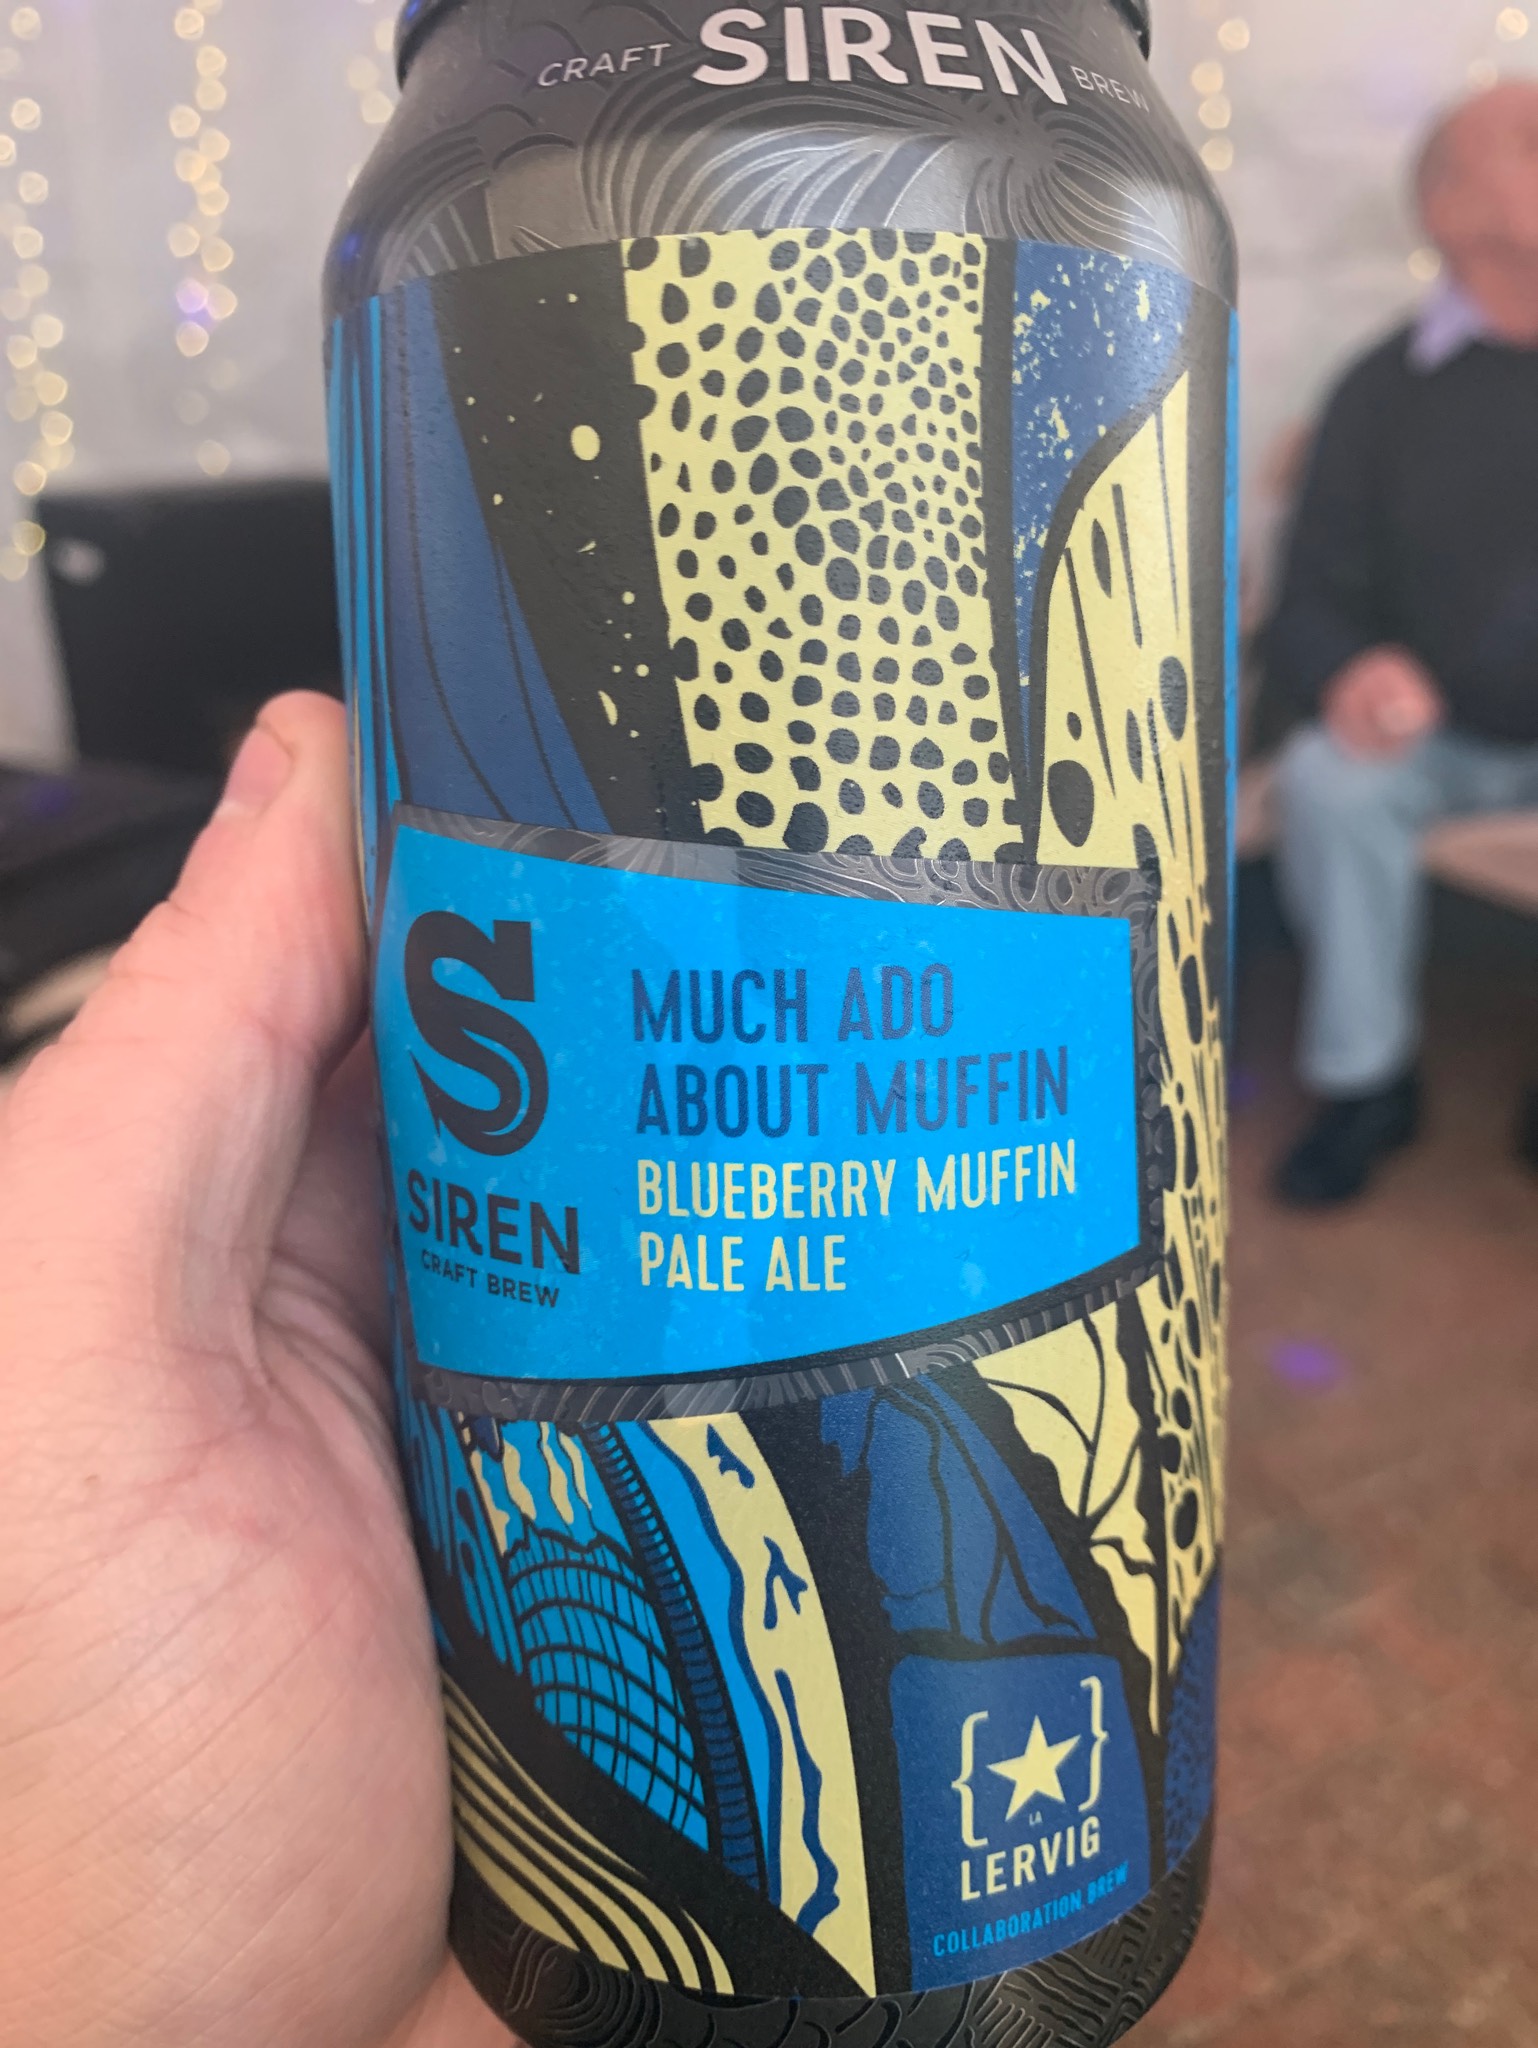 CRAFT SIREN BREW
S
SIREN
CRAFT BREW
MUCH ADO
ABOUT MUFFIN
BLUEBERRY MUFFIN
PALE ALE
{★}
LA
LERVIG
COLLABORATION BREW